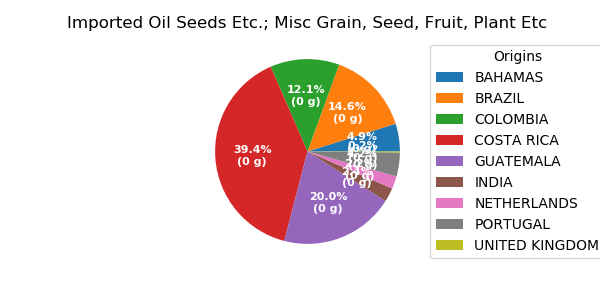 Imported Oil Seeds Etc.; Misc Grain, Seed, Fruit, Plant Etc
Origins
BAHAMAS
BRAZIL
COLOMBIA
COSTA RICA
GUATEMALA
INDIA
NETHERLANDS
PORTUGAL
UNITED KINGDOM
12.1%
(0 g)
14.6%
(0 g)
4.9%
39.4%
(0 g)
20.0%
(0 g)
(0 g)